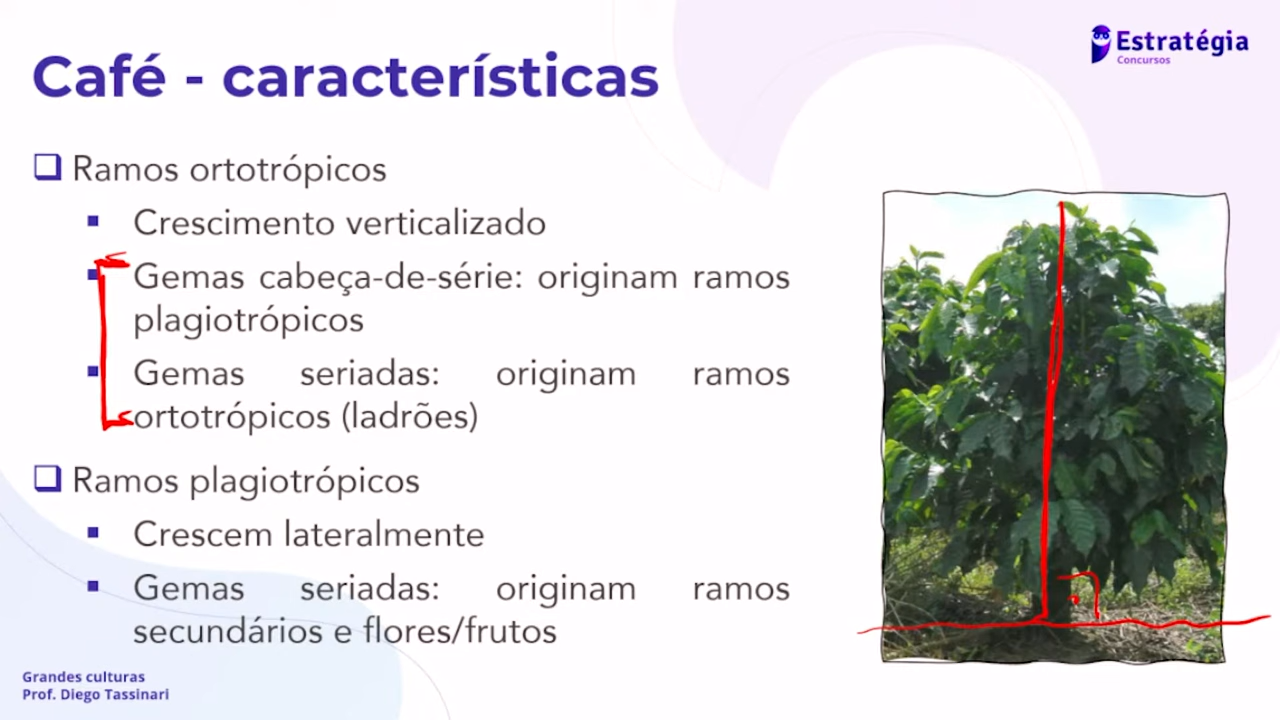 Estratégia
Concursos
Café - características
Ramos ortotrópicos
Crescimento verticalizado
Gemas cabeça-de-série: originam ramos
plagiotrópicos
Gemas seriadas: originam ramos
ortotrópicos (ladrões)
Ramos plagiotrópicos
Crescem lateralmente
Gemas seriadas: originam ramos
secundários e flores/frutos
Grandes culturas
Prof. Diego Tassinari